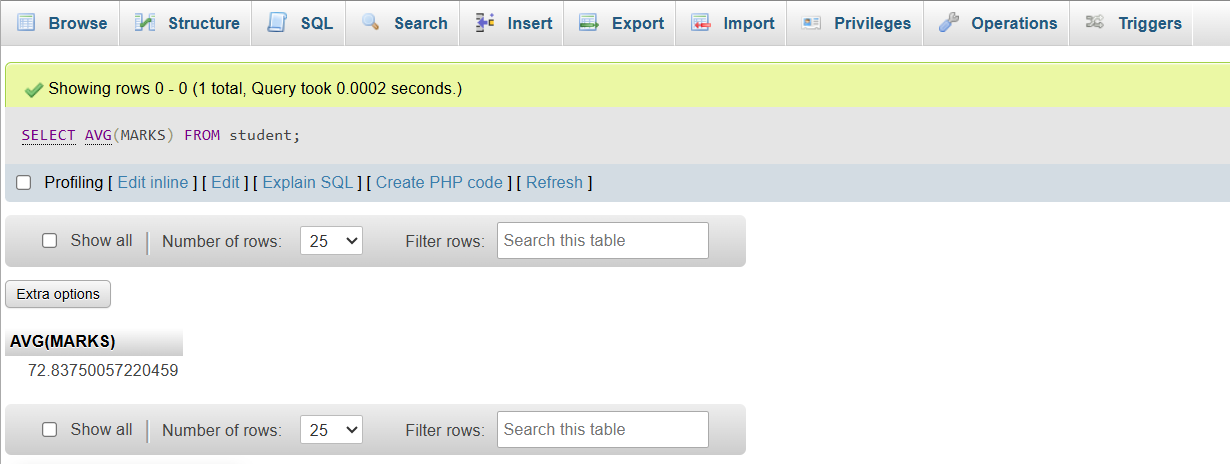 Browse Structure SQL Search Insert Export Import Privileges Operations Triggers
Showing rows 0 - 0 (1 total, Query took 0.0002 seconds.)
SELECT AVG(MARKS) FROM student;
Profiling [ Edit inline ] [ Edit ] [ Explain SQL ] [ Create PHP code ] [ Refresh ]
Show all Number of rows: 25 Filter rows: Search this table
Extra options
AVG(MARKS)
72.83750057220459
Show all Number of rows: 25 Filter rows: Search this table